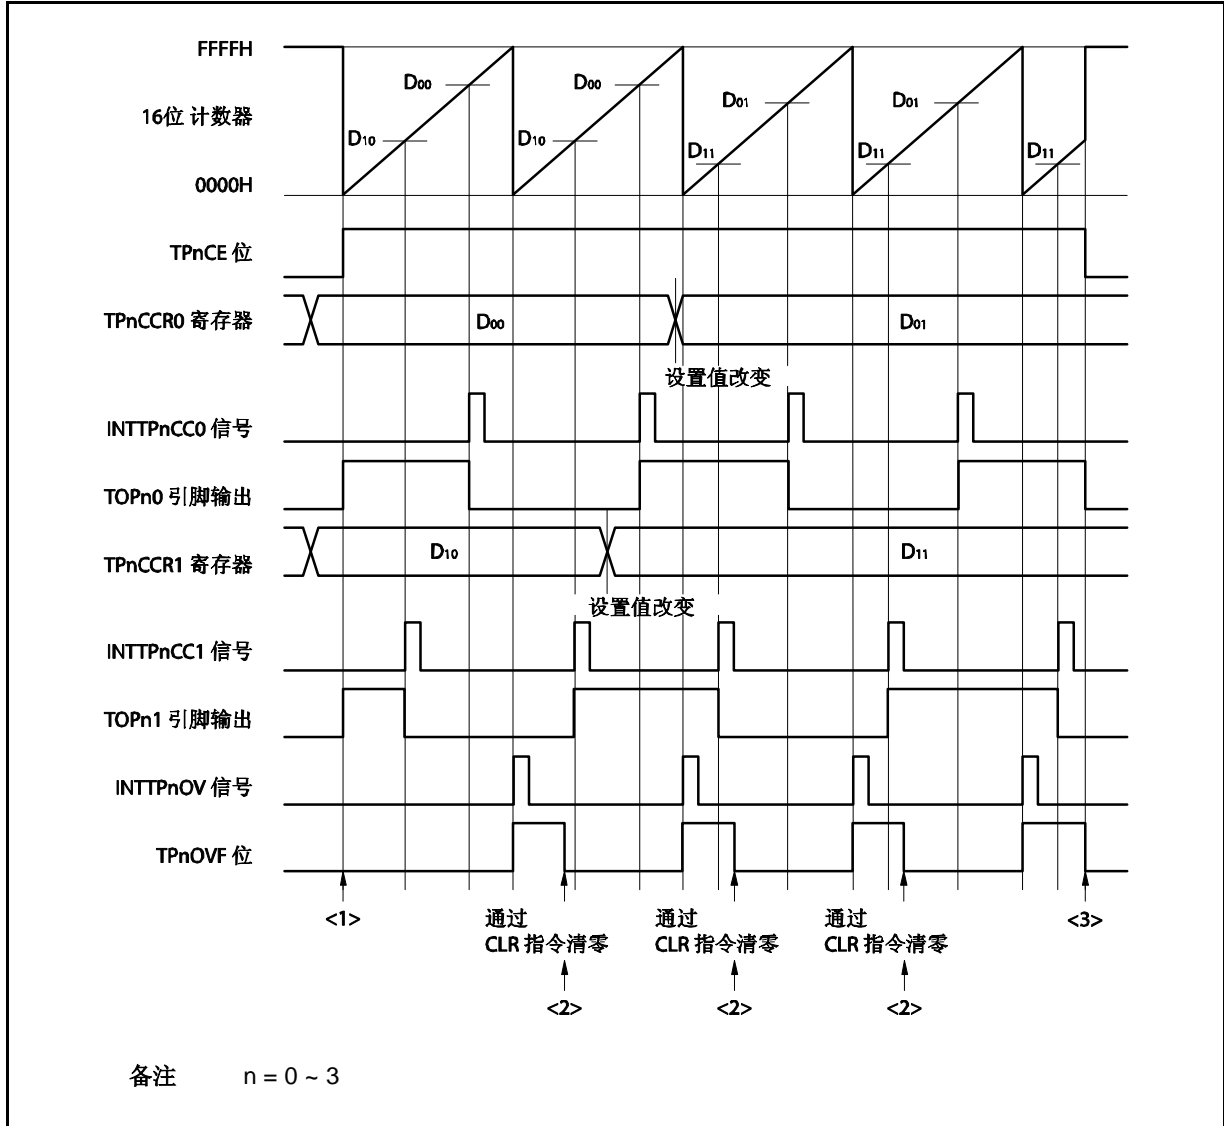 FFFFH
D00
D00
D01
D01
16位 计数器
D10
D10
D11
D11
D11
0000H
TPnCE 位
TPnCCR0 寄存器
D00
D01
设置值改变
INTTPnCC0 信号
TOPn0 引脚输出
TPnCCR1 寄存器
D10
D11
设置值改变
INTTPnCC1 信号
TOPn1 引脚输出
INTTPnOV 信号
TPnOVF 位
<1>
通过
CLR 指令清零
通过
CLR 指令清零
通过
CLR 指令清零
<3>
<2>
<2>
<2>
备注 n = 0 ~ 3